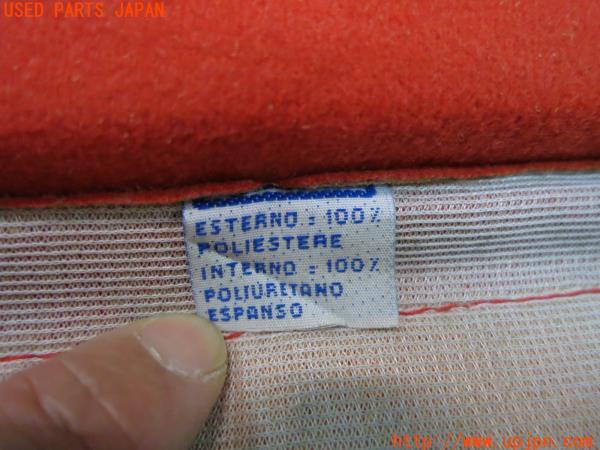 USED PARTS JAPAN
ESTERNO : 100%
POLIESTERE
INTERNO : 100%
POLIURETANO
ESPANSO
http://www.upjpn.com/